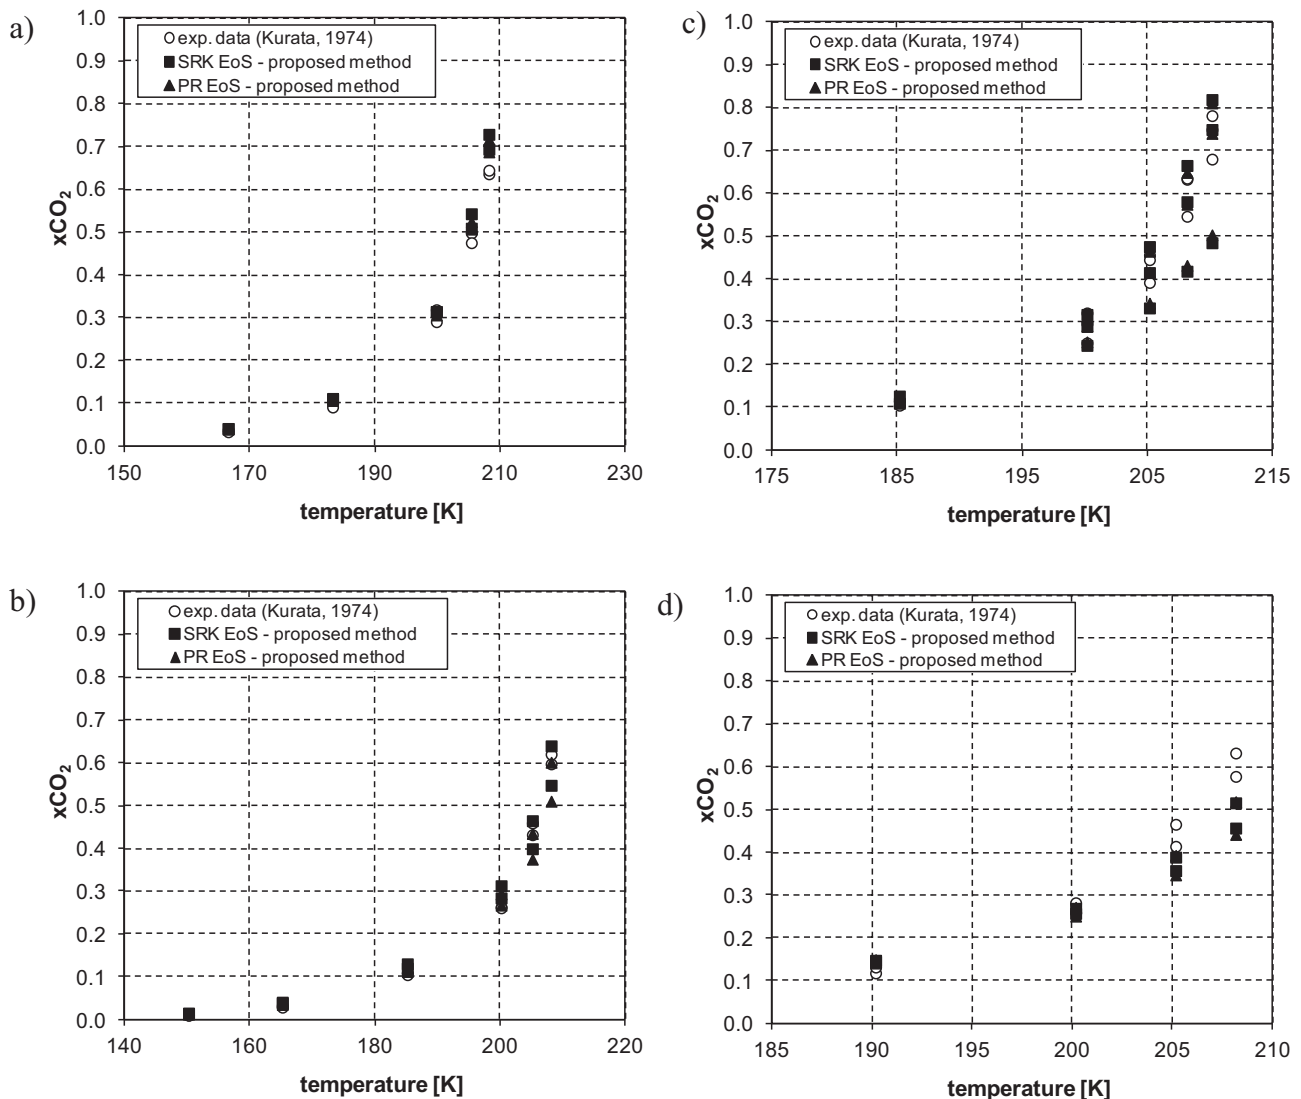 a)
1.0
0.9
0.8
0.7
0.6
0.5
0.4
0.3
0.2
0.1
0.0
xCO₂
exp. data (Kurata, 1974)
SRK EoS - proposed method
PR EoS - proposed method
150 170 190 210 230
temperature [K]
c)
1.0
0.9
0.8
0.7
0.6
0.5
0.4
0.3
0.2
0.1
0.0
xCO₂
exp. data (Kurata, 1974)
SRK EoS - proposed method
PR EoS - proposed method
175 185 195 205 215
temperature [K]
b)
1.0
0.9
0.8
0.7
0.6
0.5
0.4
0.3
0.2
0.1
0.0
xCO₂
exp. data (Kurata, 1974)
SRK EoS - proposed method
PR EoS - proposed method
140 160 180 200 220
temperature [K]
d)
1.0
0.9
0.8
0.7
0.6
0.5
0.4
0.3
0.2
0.1
0.0
xCO₂
exp. data (Kurata, 1974)
SRK EoS - proposed method
PR EoS - proposed method
185 190 195 200 205 210
temperature [K]